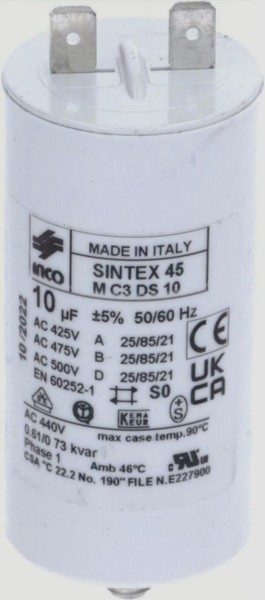 INCO
MADE IN ITALY
SINTEX 45
M C3 DS 10
10 µF ±5% 50/60 Hz
10/2022
AC 425V A 25/85/21
AC 475V B 25/85/21
AC 500V D 25/85/21
EN 60252-1 S0
CE
UK
CA
KEMA
KEUR
S
max case.temp.90°C
AC 440V
0.61/0.73 kvar
Phase 1 Amb 46°C
CSA °C 22.2 No. 190" FILE N.E227900